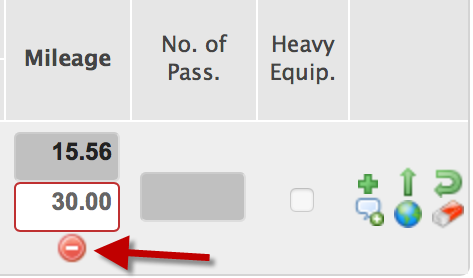 Mileage
No. of
Pass.
Heavy
Equip.
15.56
30.00